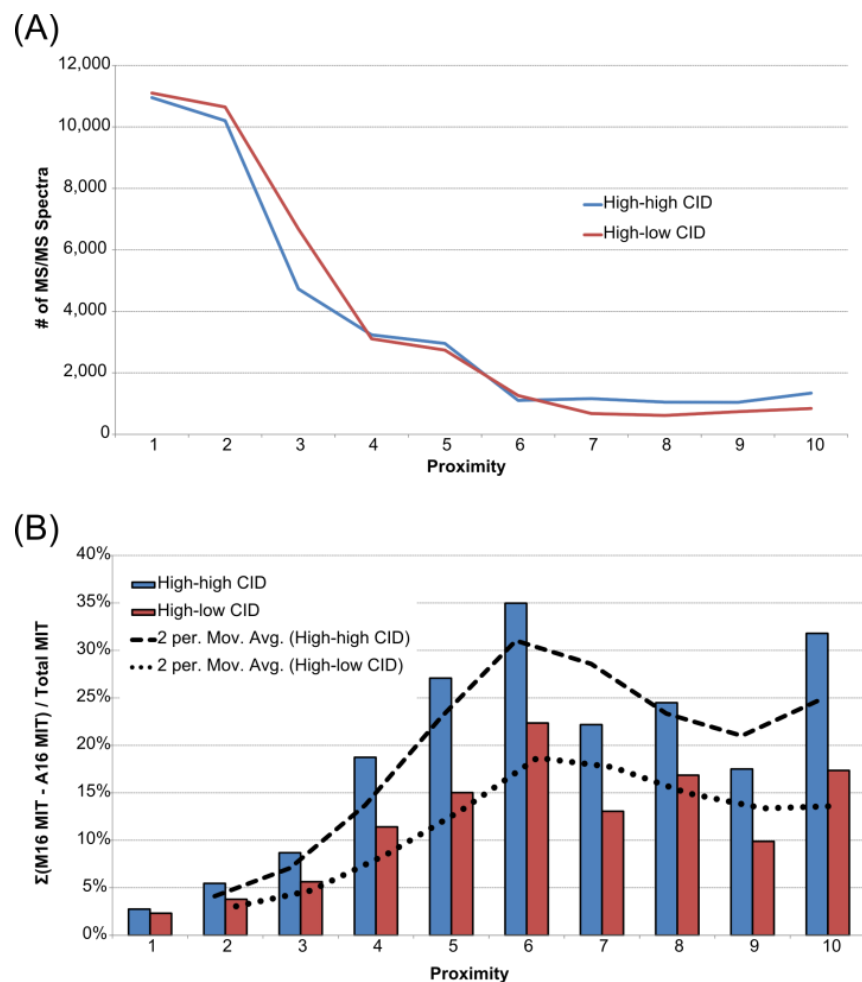 (A)
12,000
10,000
8,000
6,000
4,000
2,000
0
# of MS/MS Spectra
High-high CID
High-low CID
1 2 3 4 5 6 7 8 9 10
Proximity
(B)
40%
35%
30%
25%
20%
15%
10%
5%
0%
Σ(M16 MIT - A16 MIT) / Total MIT
High-high CID
High-low CID
2 per. Mov. Avg. (High-high CID)
2 per. Mov. Avg. (High-low CID)
1 2 3 4 5 6 7 8 9 10
Proximity